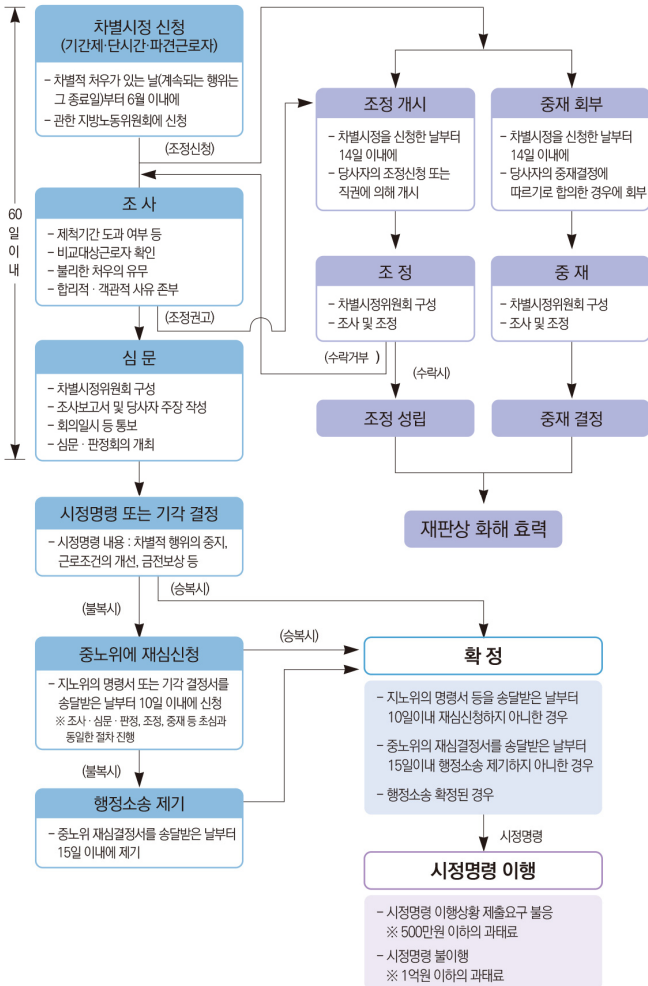 차별시정 신청
(기간제·단시간·파견근로자)
- 차별적 처우가 있는 날(계속되는 행위는
그 종료일)부터 6월 이내에
- 관한 지방노동위원회에 신청
(조정신청)
60
일
이
내
조 사
- 제척기간 도과 여부 등
- 비교대상근로자 확인
- 불리한 처우의 유무
- 합리적·객관적 사유 존부
(조정권고)
심 문
- 차별시정위원회 구성
- 조사보고서 및 당사자 주장 작성
- 회의일시 등 통보
- 심문·판정회의 개최
조정 개시
- 차별시정을 신청한 날부터
14일 이내에
- 당사자의 조정신청 또는
직권에 의해 개시
중재 회부
- 차별시정을 신청한 날부터
14일 이내에
- 당사자의 중재결정에
따르기로 합의한 경우에 회부
조 정
- 차별시정위원회 구성
- 조사 및 조정
중 재
- 차별시정위원회 구성
- 조사 및 조정
(수락거부 )
(수락시)
조정 성립
중재 결정
재판상 화해 효력
시정명령 또는 기각 결정
- 시정명령 내용 : 차별적 행위의 중지,
근로조건의 개선, 금전보상 등
(불복시)
(승복시)
중노위에 재심신청
- 지노위의 명령서 또는 기각 결정서를
송달받은 날부터 10일 이내에 신청
※ 조사·심문·판정, 조정, 중재 등 초심과
동일한 절차 진행
(승복시)
(불복시)
행정소송 제기
- 중노위 재심결정서를 송달받은 날부터
15일 이내에 제기
확 정
- 지노위의 명령서 등을 송달받은 날부터
10일이내 재심신청하지 아니한 경우
- 중노위의 재심결정서를 송달받은 날부터
15일이내 행정소송 제기하지 아니한 경우
- 행정소송 확정된 경우
시정명령
시정명령 이행
- 시정명령 이행상황 제출요구 불응
※ 500만원 이하의 과태료
- 시정명령 불이행
※ 1억원 이하의 과태료